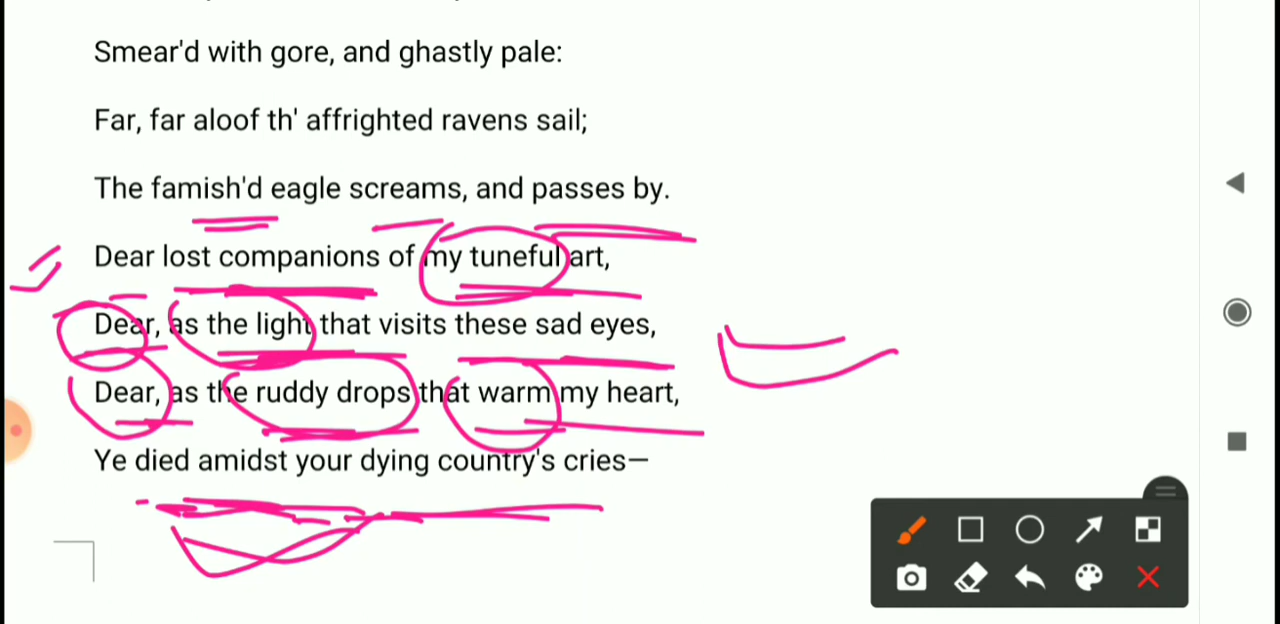 Smear'd with gore, and ghastly pale:
Far, far aloof th' affrighted ravens sail;
The famish'd eagle screams, and passes by.
Dear lost companions of my tuneful art,
Dear, as the light that visits these sad eyes,
Dear, as the ruddy drops that warm my heart,
Ye died amidst your dying country's cries—